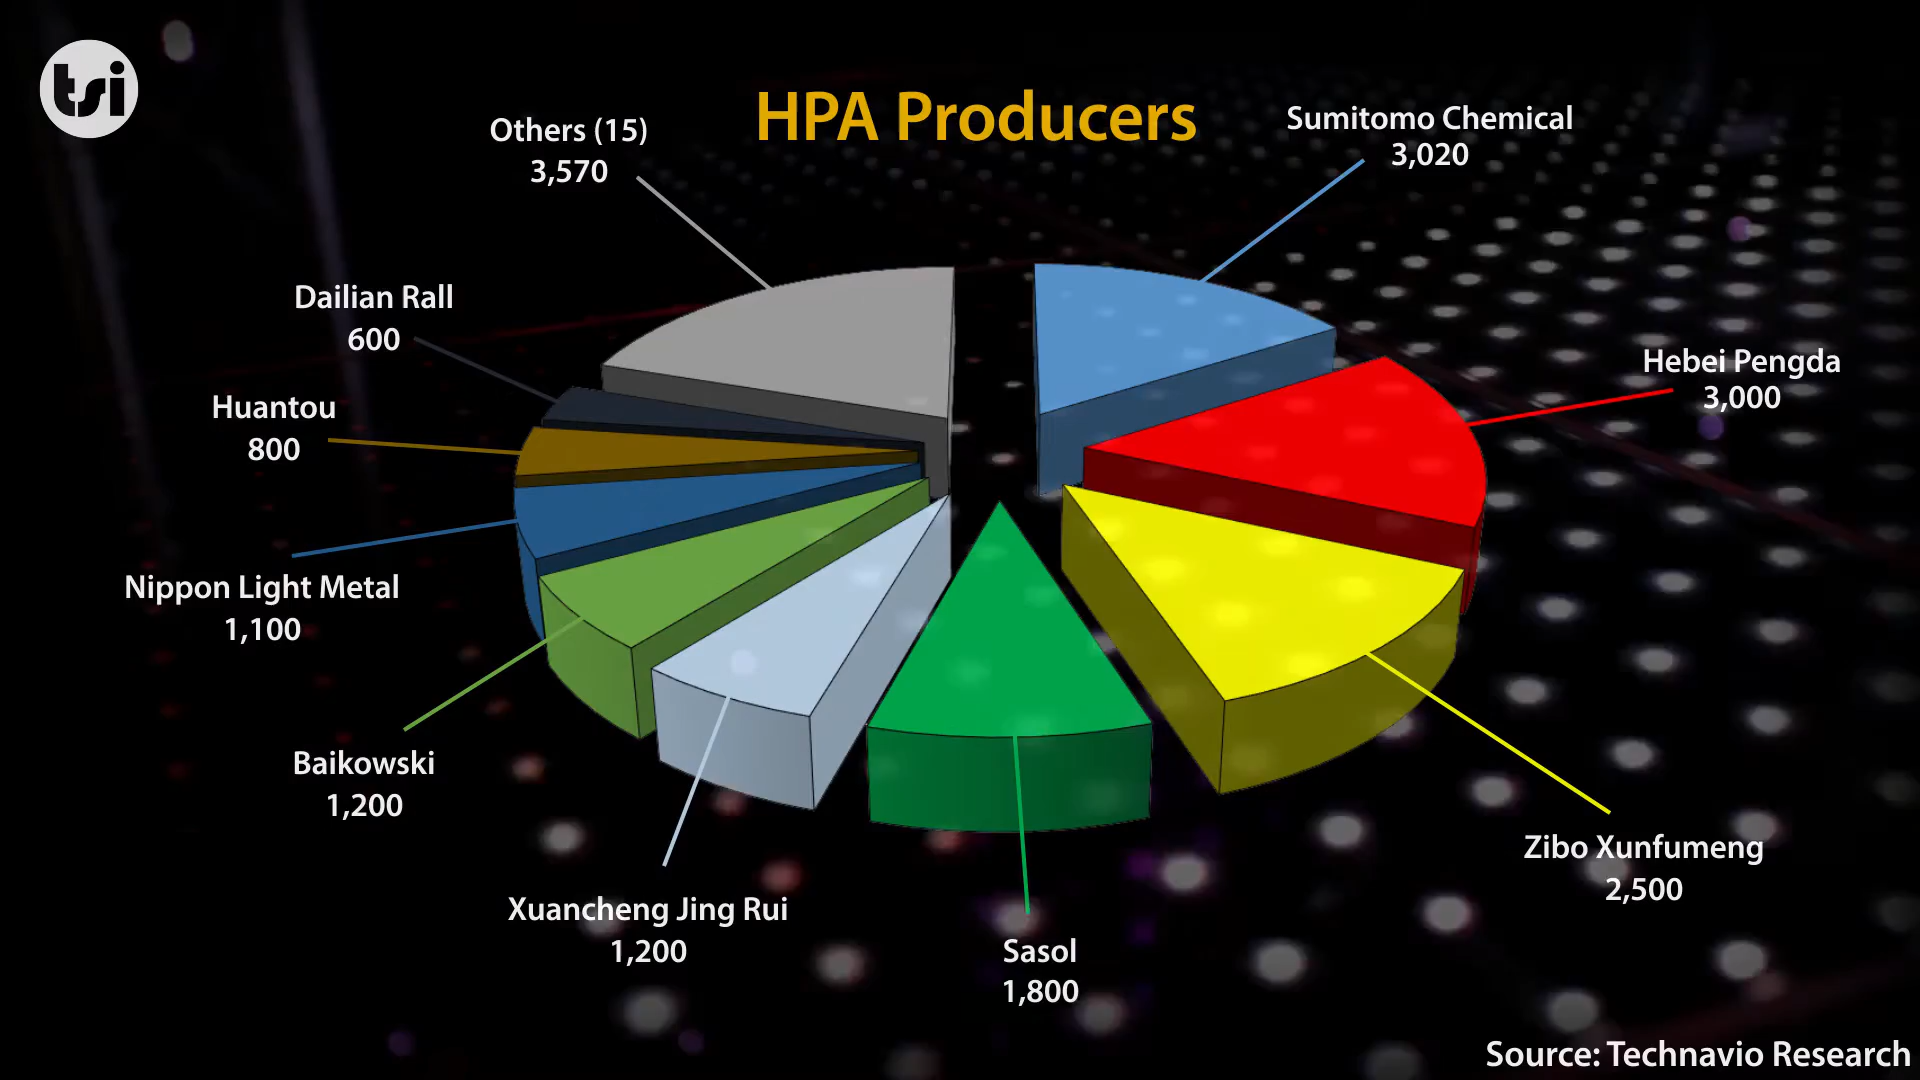 tsi
HPA Producers
Sumitomo Chemical
3,020
Hebei Pengda
3,000
Zibo Xunfumeng
2,500
Sasol
1,800
Xuancheng Jing Rui
1,200
Baikowski
1,200
Nippon Light Metal
1,100
Huantou
800
Dailian Rall
600
Others (15)
3,570
Source: Technavio Research